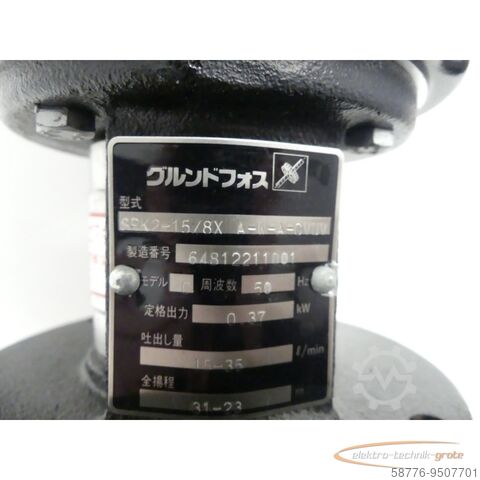 グルンドフォス
型式
SPK2-15/8X A-W-A-CVUV
製造番号 64812211001
モデル C 周波数 50 Hz
定格出力 0.37 kW
吐出し量
15-35 ℓ/min
全揚程
31-23 m
elektro-technik-grote
58776-9507701